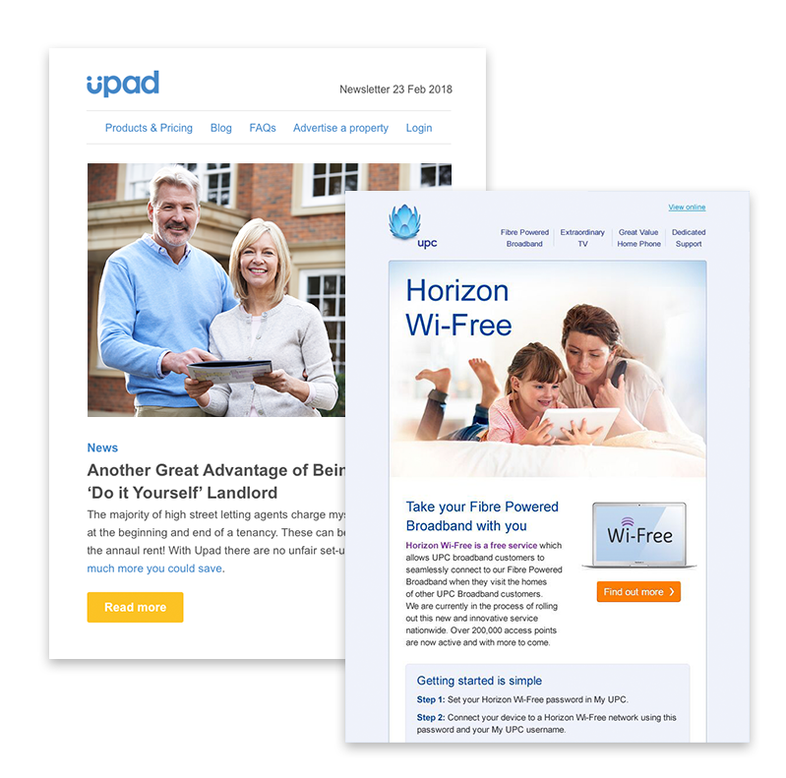 upad
Newsletter 23 Feb 2018
Products & Pricing Blog FAQs Advertise a property Login
News
Another Great Advantage of Bein
‘Do it Yourself’ Landlord
The majority of high street letting agents charge mys
at the beginning and end of a tenancy. These can be
the annaul rent! With Upad there are no unfair set-u
much more you could save.
Read more
View online
upc
Fibre Powered
Broadband
Extraordinary
TV
Great Value
Home Phone
Dedicated
Support
Horizon
Wi-Free
Take your Fibre Powered
Broadband with you
Horizon Wi-Free is a free service which
allows UPC broadband customers to
seamlessly connect to our Fibre Powered
Broadband when they visit the homes
of other UPC Broadband customers.
We are currently in the process of rolling
out this new and innovative service
nationwide. Over 200,000 access points
are now active and with more to come.
Wi-Free
Find out more
Getting started is simple
Step 1: Set your Horizon Wi-Free password in My UPC.
Step 2: Connect your device to a Horizon Wi-Free network using this
password and your My UPC username.